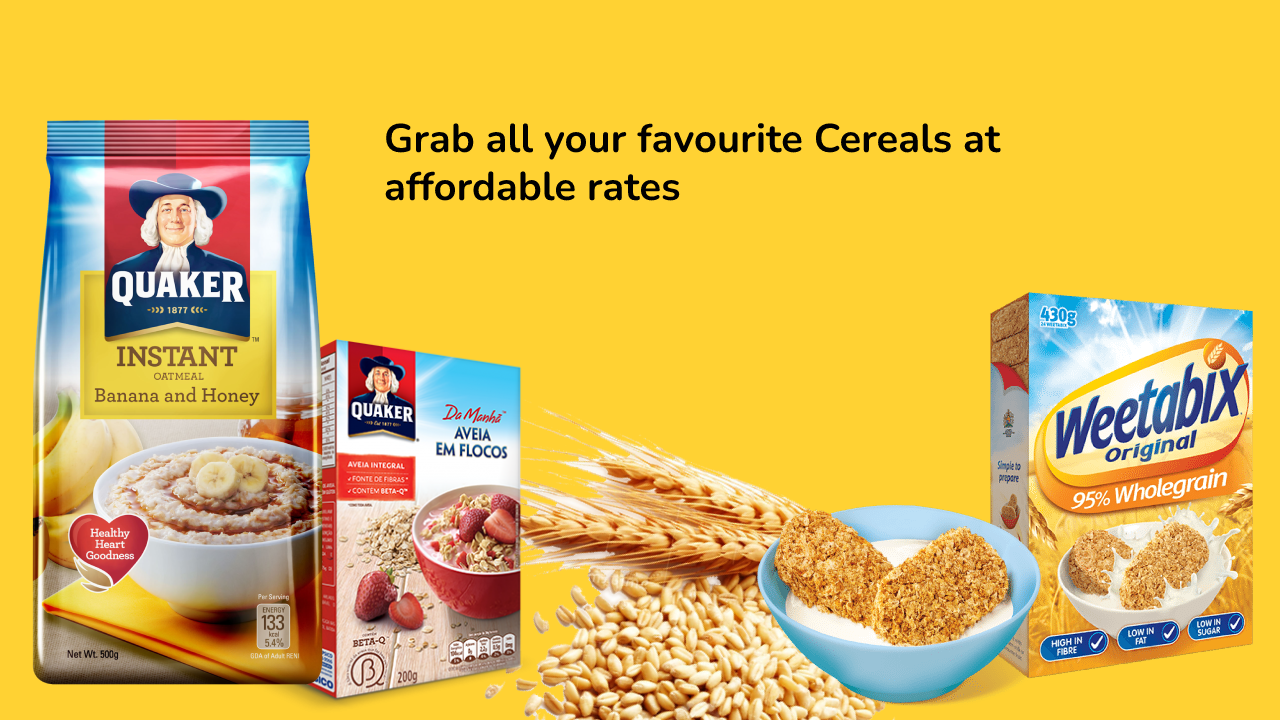 Grab all your favourite Cereals at
affordable rates
QUAKER
1877
INSTANT
OATMEAL
Banana and Honey
Healthy
Heart
Goodness
Per Serving
ENERGY
133
kcal
5.4%
Net Wt. 500g
QUAKER
Da Manhã
AVEIA
EM FLOCOS
AVEIA INTEGRAL
FONTE DE FIBRAS
CONTÉM BETA-Q™
BETA-Q
200g
430g
24 WEETABIX
Weetabix
Original
95% Wholegrain
Simple to
prepare
HIGH IN
FIBRE
LOW IN
FAT
LOW IN
SUGAR